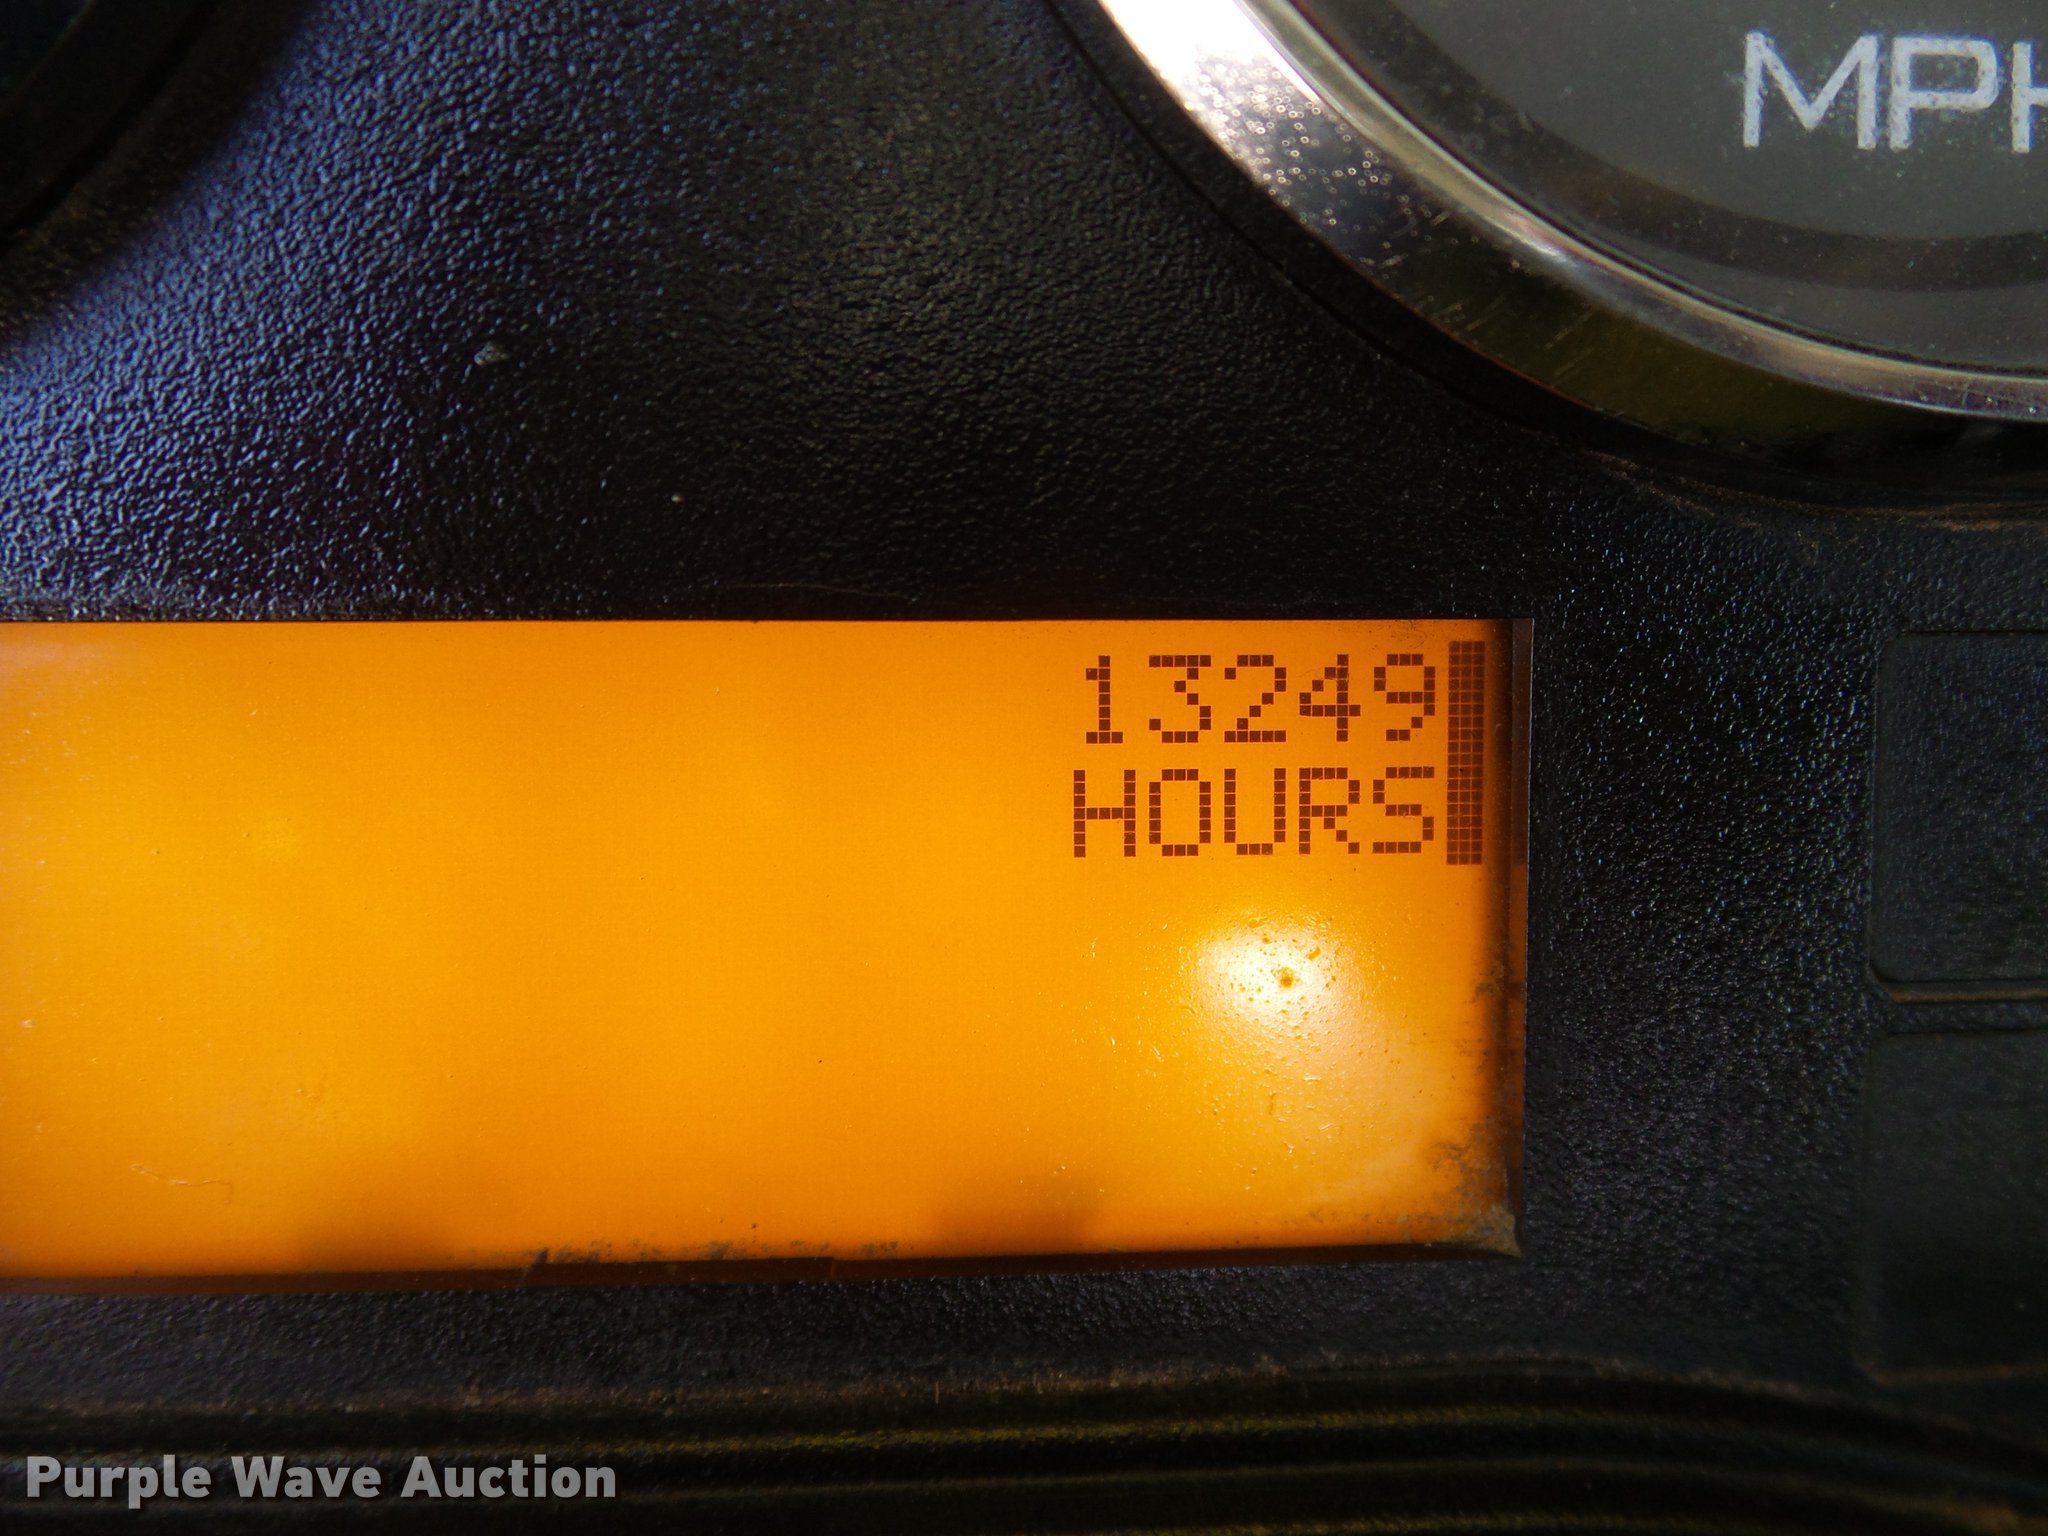 MPH
13249
HOURS
Purple Wave Auction